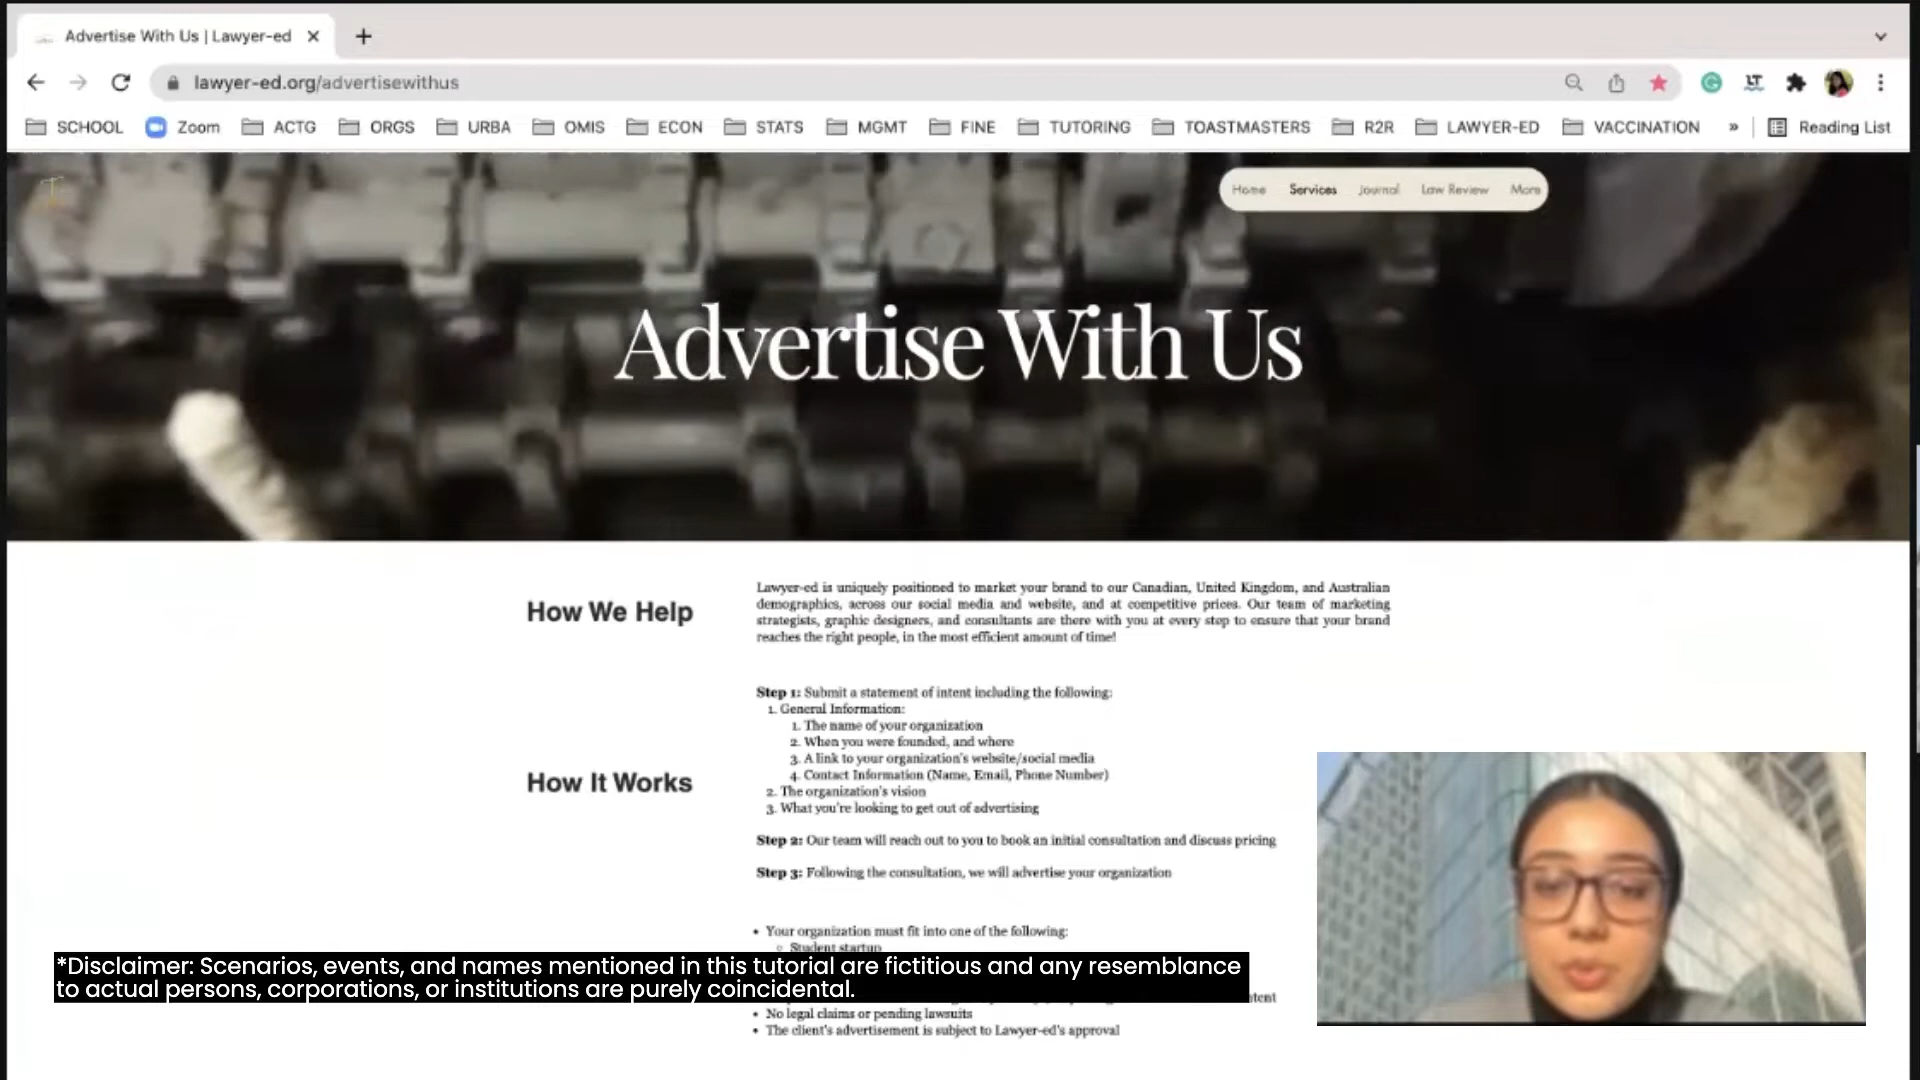 Advertise With Us | Lawyer-ed
lawyer-ed.org/advertisewithus
SCHOOL Zoom ACTG ORGS URBA OMIS ECON STATS MGMT FINE TUTORING TOASTMASTERS R2R LAWYER-ED VACCINATION » Reading List
Home Services Journal Law Review More
Advertise With Us
How We Help
Lawyer-ed is uniquely positioned to market your brand to our Canadian, United Kingdom, and Australian
demographics, across our social media and website, and at competitive prices. Our team of marketing
strategists, graphic designers, and consultants are there with you at every step to ensure that your brand
reaches the right people, in the most efficient amount of time!
How It Works
Step 1: Submit a statement of intent including the following:
1. General Information:
1. The name of your organization
2. When you were founded, and where
3. A link to your organization's website/social media
4. Contact Information (Name, Email, Phone Number)
2. The organization's vision
3. What you're looking to get out of advertising
Step 2: Our team will reach out to you to book an initial consultation and discuss pricing
Step 3: Following the consultation, we will advertise your organization
• Your organization must fit into one of the following:
○ Student startup
*Disclaimer: Scenarios, events, and names mentioned in this tutorial are fictitious and any resemblance
to actual persons, corporations, or institutions are purely coincidental.
• No legal claims or pending lawsuits
• The client's advertisement is subject to Lawyer-ed's approval